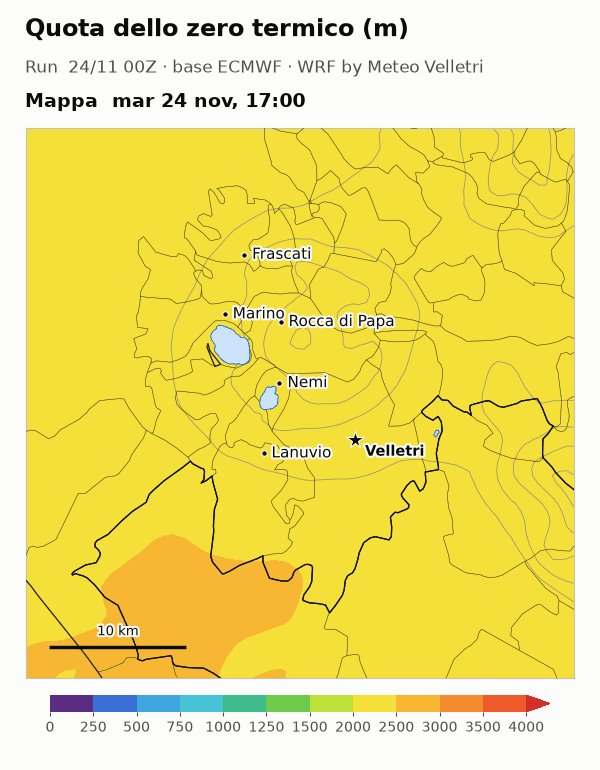 Quota dello zero termico (m)
Run 24/11 00Z · base ECMWF · WRF by Meteo Velletri
Mappa mar 24 nov, 17:00
Frascati
Marino
Rocca di Papa
Nemi
Velletri
Lanuvio
10 km
0 250 500 750 1000 1250 1500 2000 2500 3000 3500 4000